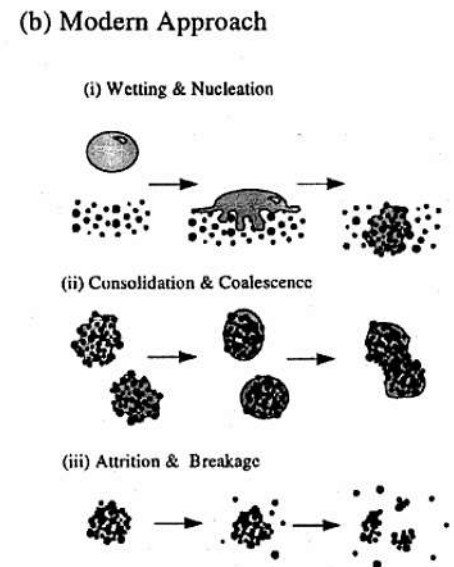 (b) Modern Approach
(i) Wetting & Nucleation
(ii) Consolidation & Coalescence
(iii) Attrition & Breakage